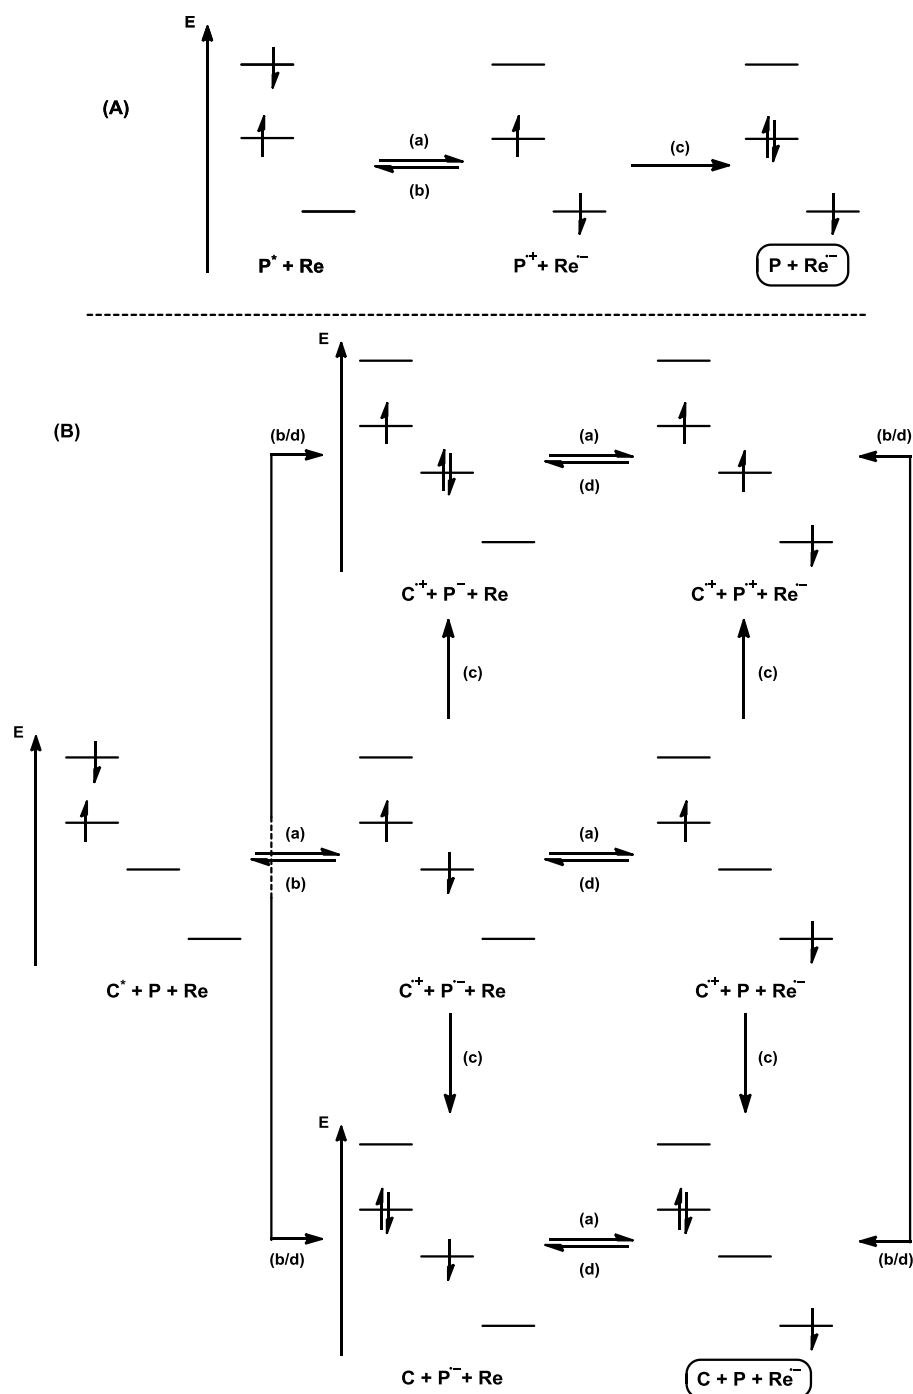 E
(A)
(a)
(b)
(c)
P* + Re
P·+ + Re·−
P + Re·−
E
(B)
(b/d)
(a)
(d)
(b/d)
C·+ + P− + Re
C·+ + P·+ + Re·−
(c)
(c)
E
(a)
(b)
(a)
(d)
C* + P + Re
C·+ + P·− + Re
C·+ + P + Re·−
(c)
(c)
E
(a)
(d)
(b/d)
(b/d)
C + P·− + Re
C + P + Re·−